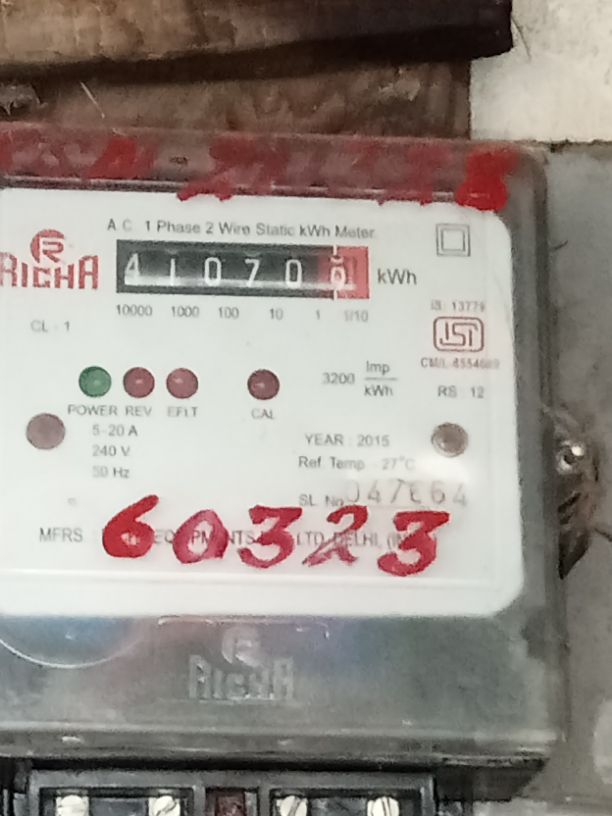 A.C. 1 Phase 2 Wire Static kWh Meter
RICHA
41070 kWh
10000 1000 100 10 1 1/10
CL - 1
IS : 13779
ISI
3200 Imp/kWh
RS : 12
POWER REV EFLT CAL
5-20 A
240 V
50 Hz
YEAR : 2015
Ref. Temp : 27°C
SL. No.
MFRS
LTD. DELHI,
60323
RICHA